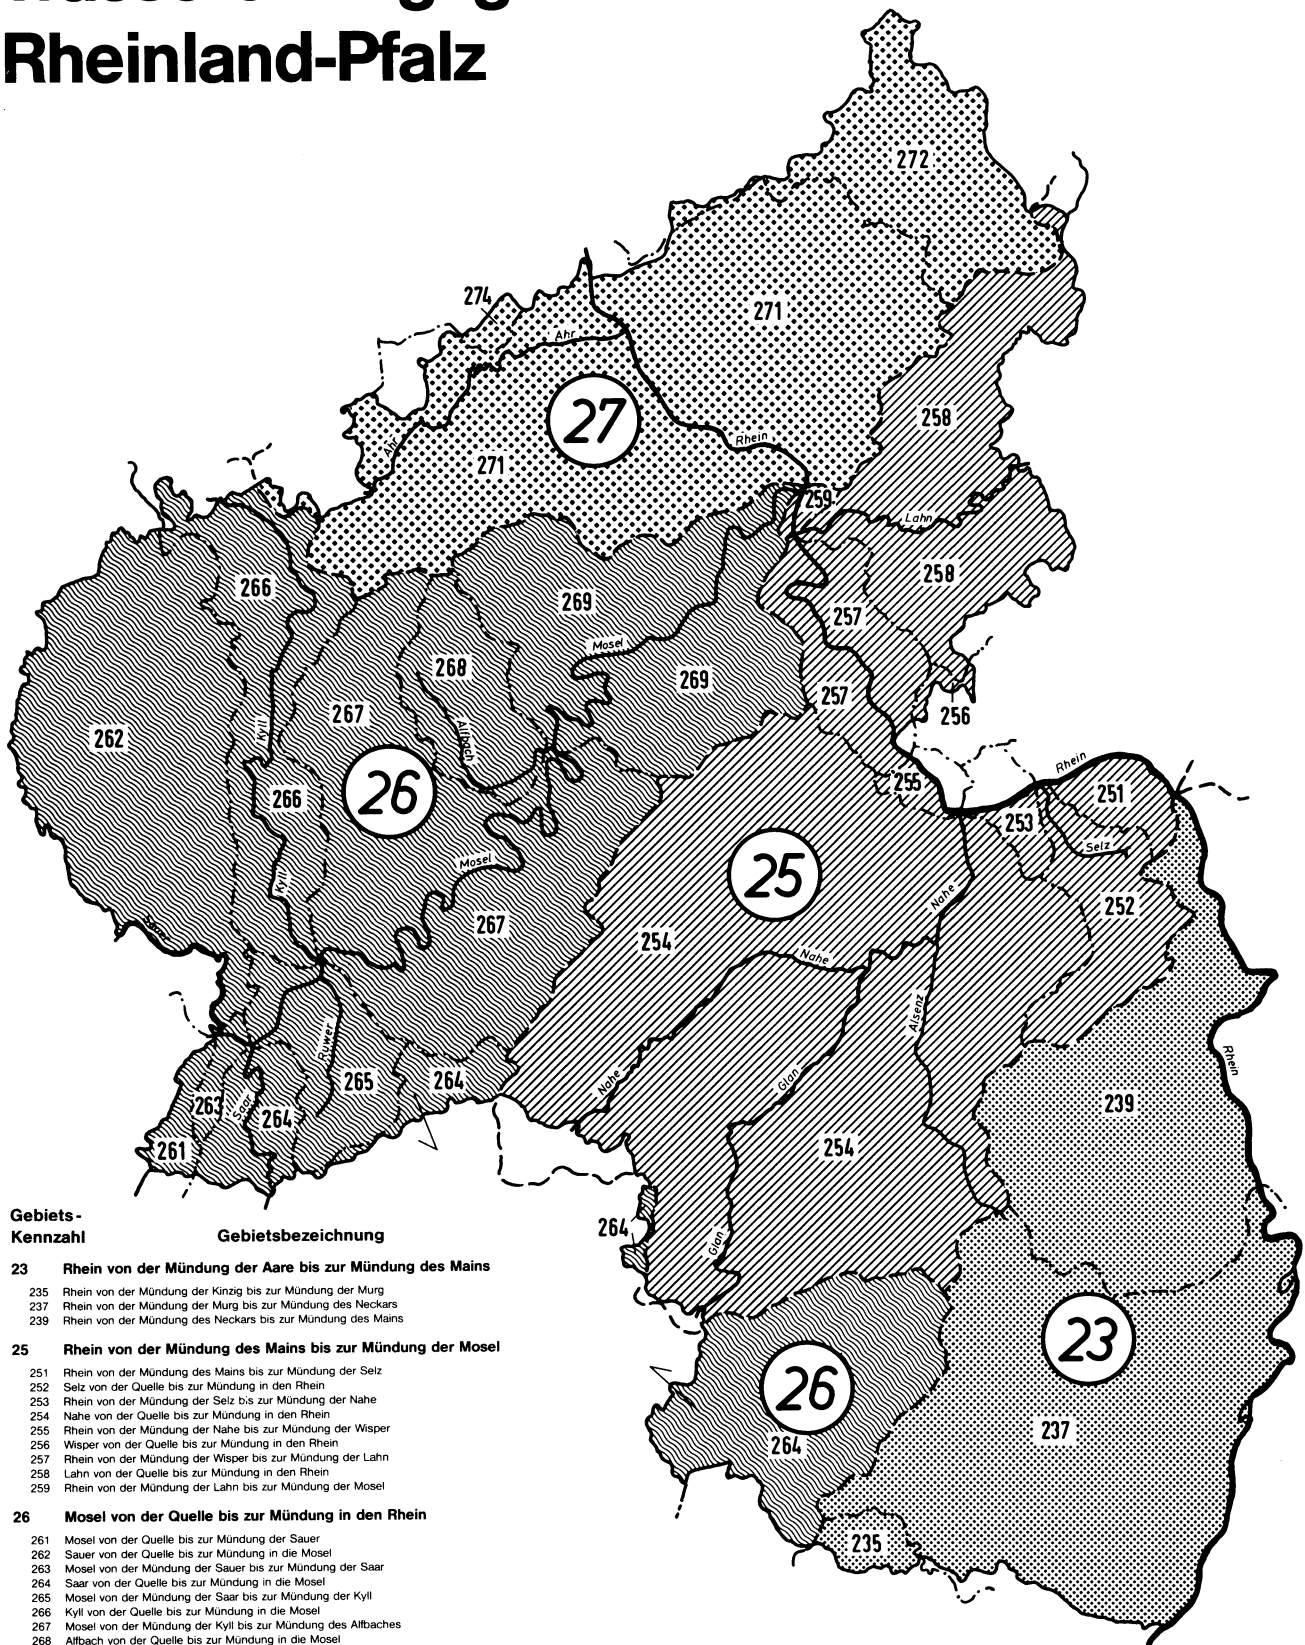 Rheinland-Pfalz
272
274
271
Ahr
27
258
Ahr
271
Rhein
259
Lahn
266
258
269
257
Mosel
268
269
257
267
256
262
Kyll
Alfbach
Rhein
26
266
255
251
253
Selz
25
Mosel
Kyll
Nahe
252
267
254
Nahe
Alsenz
Ruwer
Rhein
265
264
Nahe
Glan
263
Saar
264
239
261
254
264
Glan
23
26
237
264
235
Gebiets-
Kennzahl Gebietsbezeichnung
23 Rhein von der Mündung der Aare bis zur Mündung des Mains
235 Rhein von der Mündung der Kinzig bis zur Mündung der Murg
237 Rhein von der Mündung der Murg bis zur Mündung des Neckars
239 Rhein von der Mündung des Neckars bis zur Mündung des Mains
25 Rhein von der Mündung des Mains bis zur Mündung der Mosel
251 Rhein von der Mündung des Mains bis zur Mündung der Selz
252 Selz von der Quelle bis zur Mündung in den Rhein
253 Rhein von der Mündung der Selz bis zur Mündung der Nahe
254 Nahe von der Quelle bis zur Mündung in den Rhein
255 Rhein von der Mündung der Nahe bis zur Mündung der Wisper
256 Wisper von der Quelle bis zur Mündung in den Rhein
257 Rhein von der Mündung der Wisper bis zur Mündung der Lahn
258 Lahn von der Quelle bis zur Mündung in den Rhein
259 Rhein von der Mündung der Lahn bis zur Mündung der Mosel
26 Mosel von der Quelle bis zur Mündung in den Rhein
261 Mosel von der Quelle bis zur Mündung der Sauer
262 Sauer von der Quelle bis zur Mündung in die Mosel
263 Mosel von der Mündung der Sauer bis zur Mündung der Saar
264 Saar von der Quelle bis zur Mündung in die Mosel
265 Mosel von der Mündung der Saar bis zur Mündung der Kyll
266 Kyll von der Quelle bis zur Mündung in die Mosel
267 Mosel von der Mündung der Kyll bis zur Mündung des Alfbaches
268 Alfbach von der Quelle bis zur Mündung in die Mosel